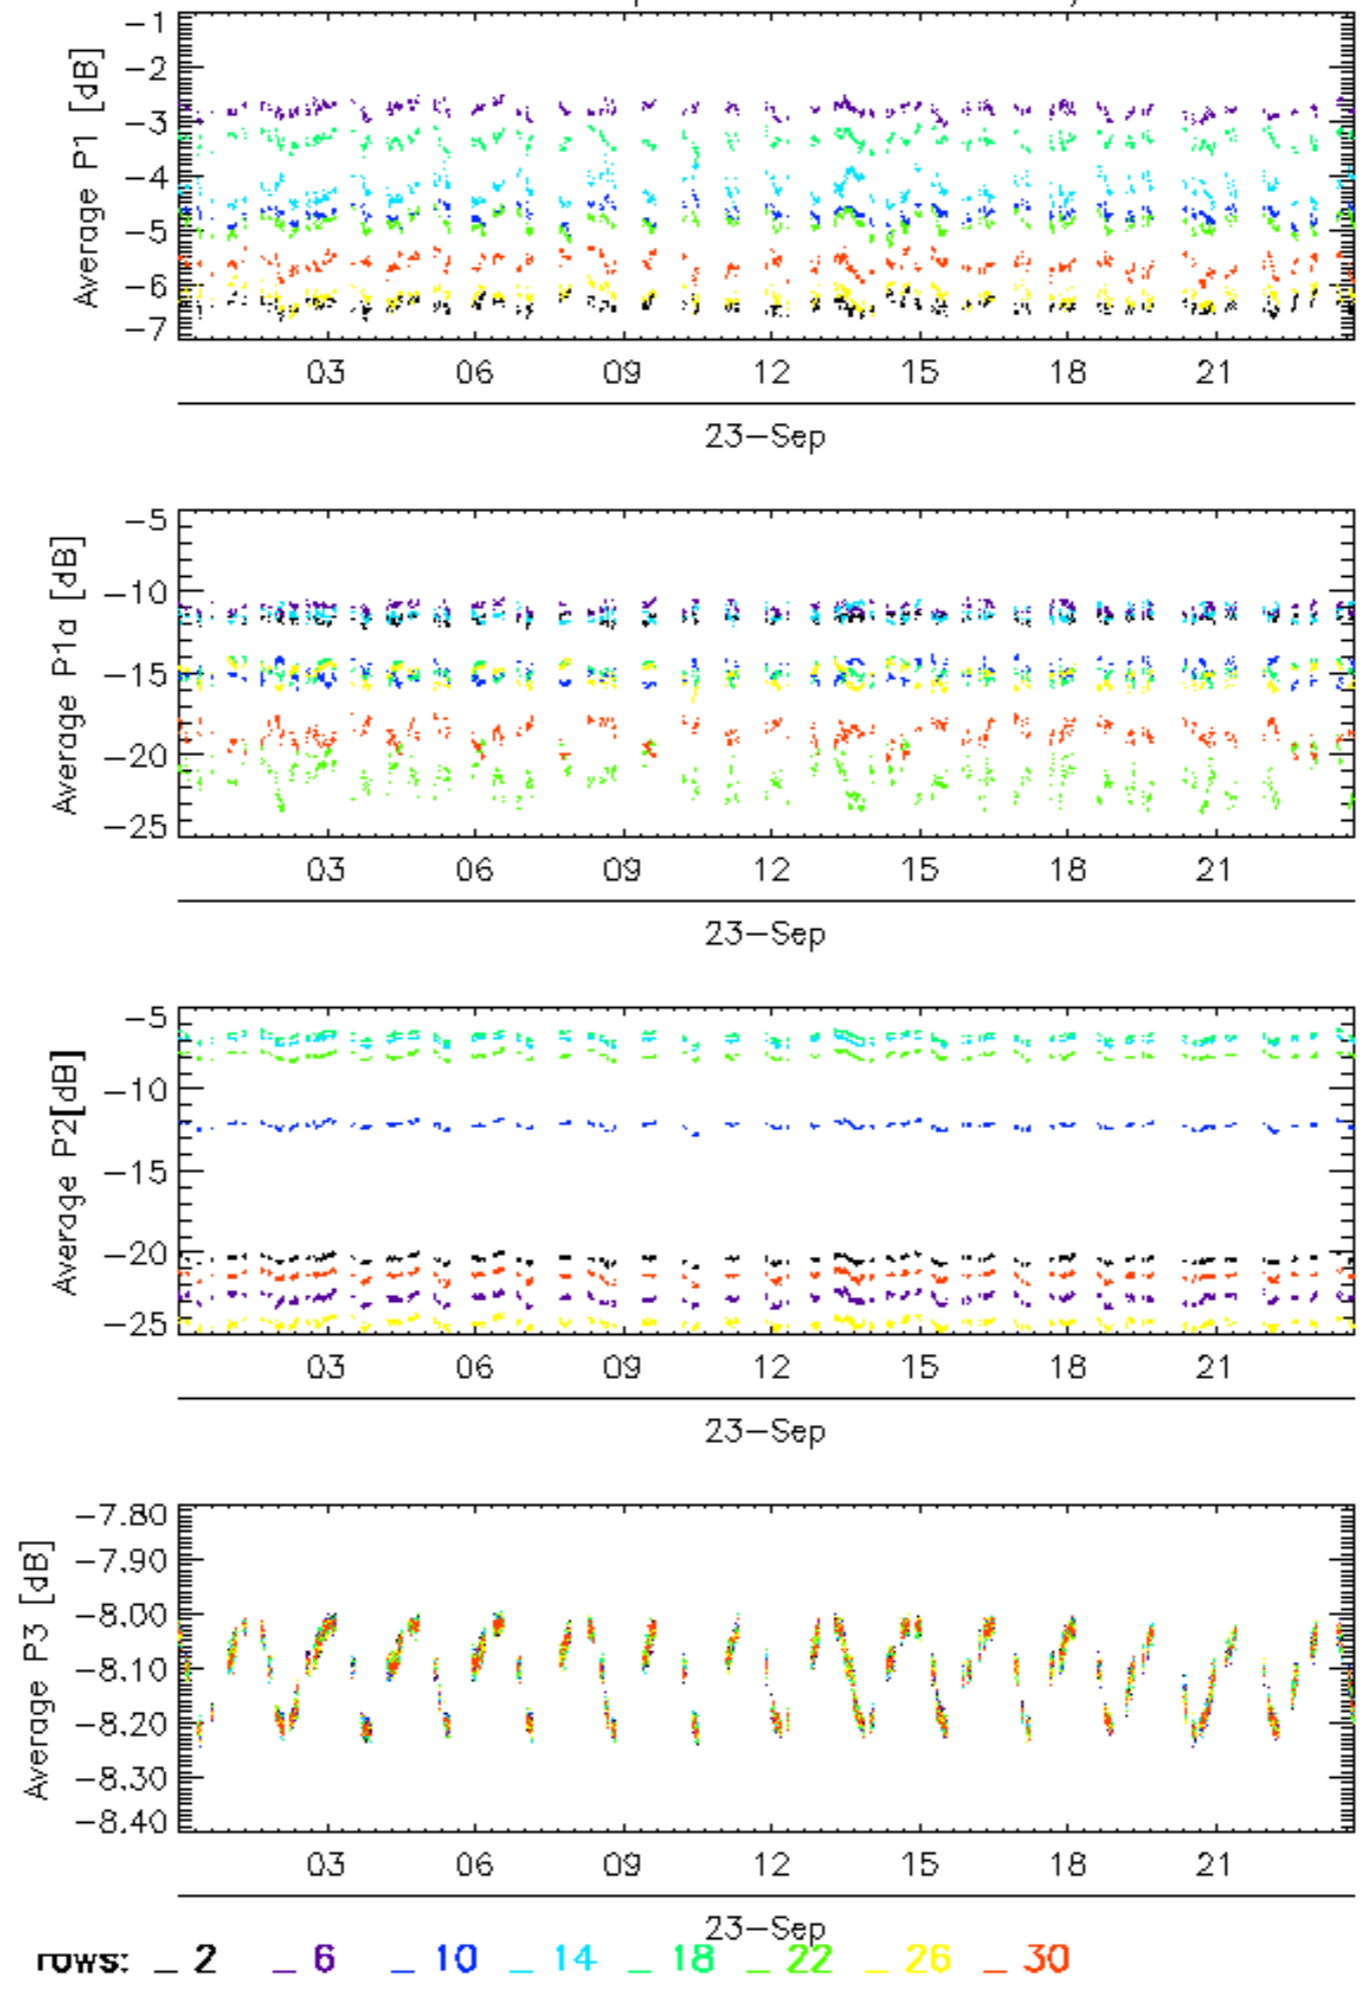 Average P1 [dB]
-1
-2
-3
-4
-5
-6
-7
03 06 09 12 15 18 21
23-Sep
Average P1a [dB]
-5
-10
-15
-20
-25
03 06 09 12 15 18 21
23-Sep
Average P2[dB]
-5
-10
-15
-20
-25
03 06 09 12 15 18 21
23-Sep
Average P3 [dB]
-7.80
-7.90
-8.00
-8.10
-8.20
-8.30
-8.40
03 06 09 12 15 18 21
23-Sep
rows: _ 2 _ 6 _ 10 _ 14 _ 18 _ 22 _ 26 _ 30